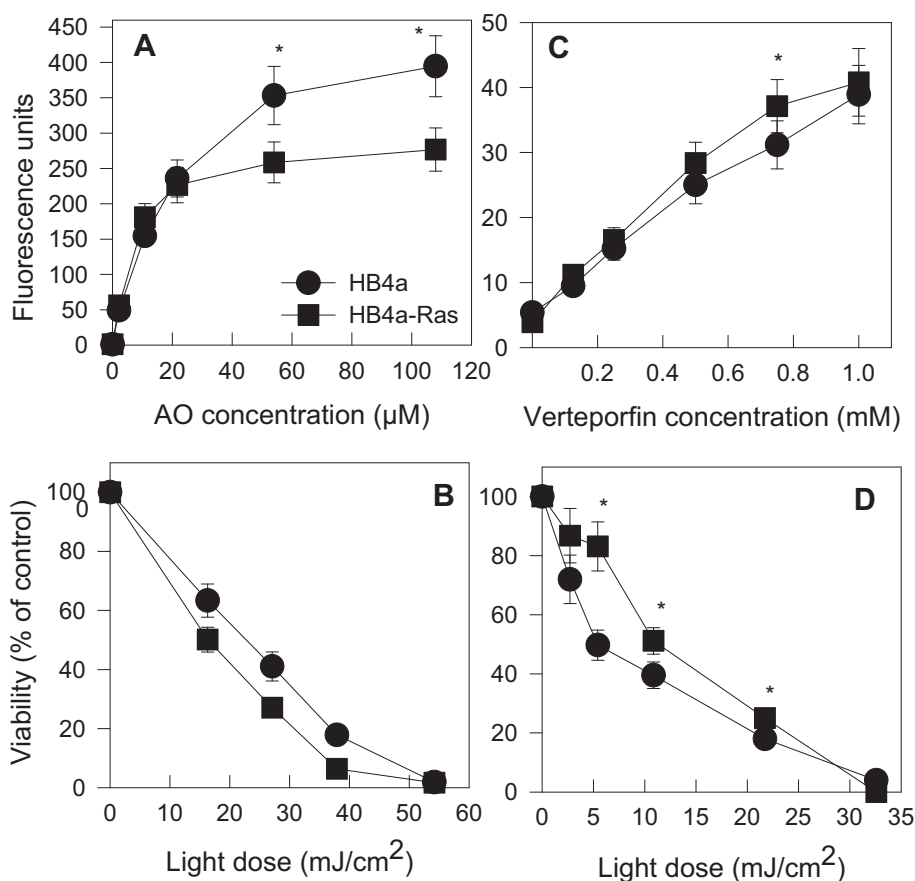 A
Fluorescence units
450
400
350
300
250
200
150
100
50
0
* *
HB4a
HB4a-Ras
0 20 40 60 80 100 120
AO concentration (µM)
C
50
40
30
20
10
0
*
0.2 0.4 0.6 0.8 1.0
Verteporfin concentration (mM)
B
Viability (% of control)
100
0
80
60
40
20
0
0 10 20 30 40 50 60
Light dose (mJ/cm2)
D
100
80
60
40
20
0
*
*
*
0 5 10 15 20 25 30 35
Light dose (mJ/cm2)